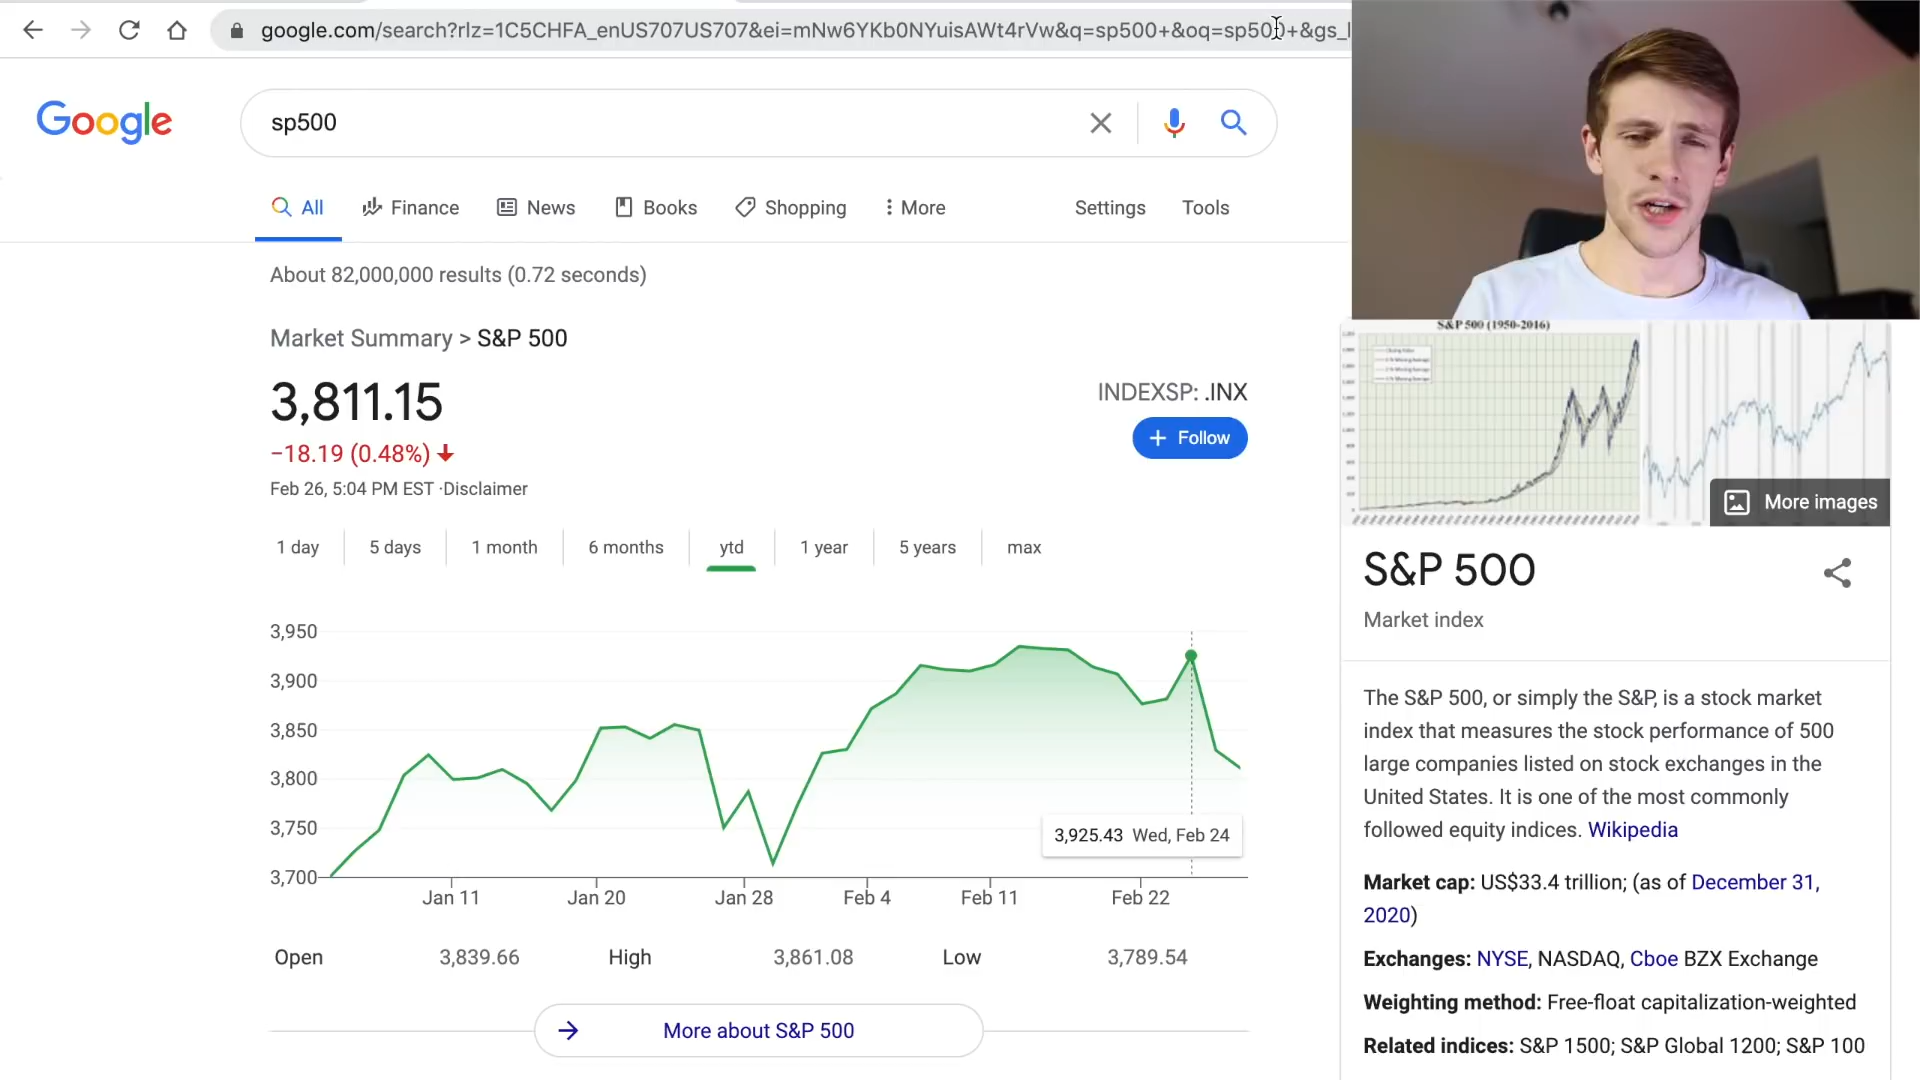 google.com/search?rlz=1C5CHFA_enUS707US707&ei=mNw6YKb0NYuisAWt4rVw&q=sp500+&oq=sp500+&gs_l
Google
sp500
All
Finance
News
Books
Shopping
More
Settings
Tools
About 82,000,000 results (0.72 seconds)
Market Summary > S&P 500
3,811.15
−18.19 (0.48%)
Feb 26, 5:04 PM EST ·Disclaimer
INDEXSP: .INX
Follow
1 day
5 days
1 month
6 months
ytd
1 year
5 years
max
3,950
3,900
3,850
3,800
3,750
3,700
3,925.43 Wed, Feb 24
Jan 11
Jan 20
Jan 28
Feb 4
Feb 11
Feb 22
Open 3,839.66 High 3,861.08 Low 3,789.54
More about S&P 500
S&P 500 (1950-2016)
More images
S&P 500
Market index
The S&P 500, or simply the S&P, is a stock market
index that measures the stock performance of 500
large companies listed on stock exchanges in the
United States. It is one of the most commonly
followed equity indices. Wikipedia
Market cap: US$33.4 trillion; (as of December 31,
2020)
Exchanges: NYSE, NASDAQ, Cboe BZX Exchange
Weighting method: Free-float capitalization-weighted
Related indices: S&P 1500; S&P Global 1200; S&P 100